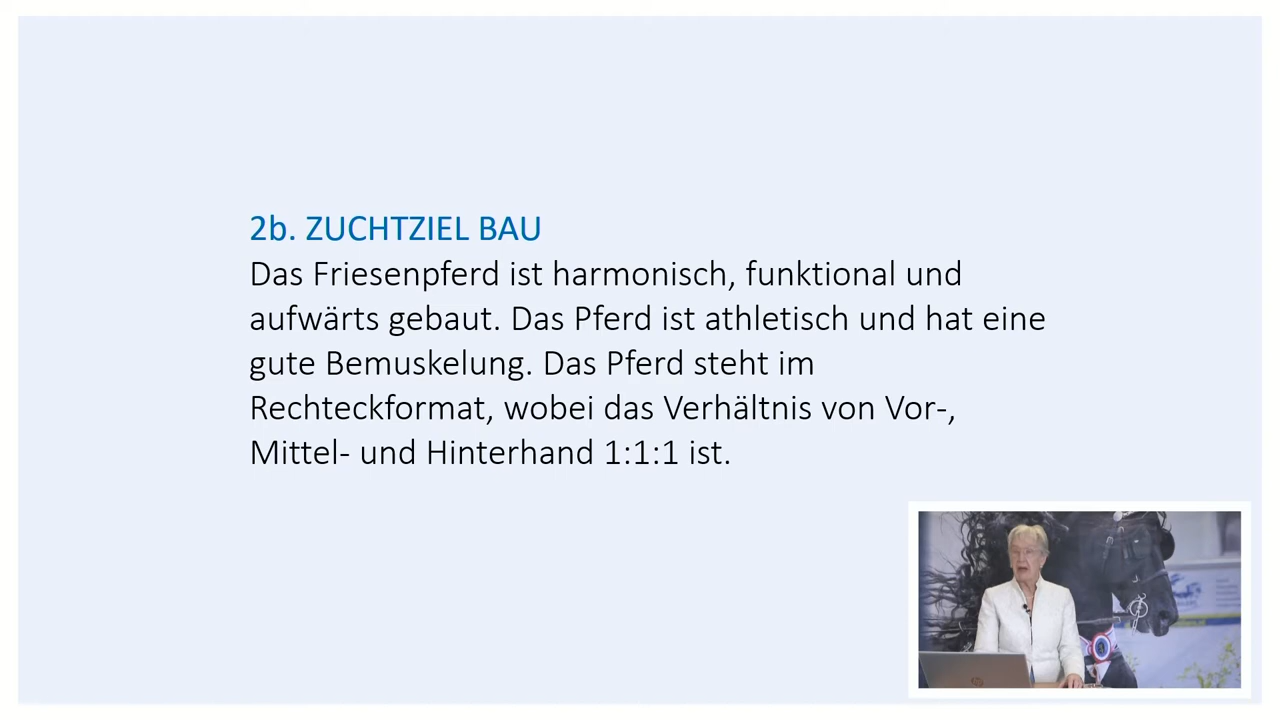 2b. ZUCHTZIEL BAU
Das Friesenpferd ist harmonisch, funktional und
aufwärts gebaut. Das Pferd ist athletisch und hat eine
gute Bemuskelung. Das Pferd steht im
Rechteckformat, wobei das Verhältnis von Vor-,
Mittel- und Hinterhand 1:1:1 ist.